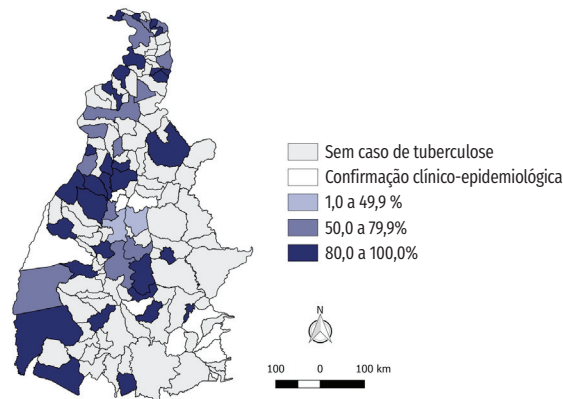 Sem caso de tuberculose
Confirmação clínico-epidemiológica
1,0 a 49,9 %
50,0 a 79,9%
80,0 a 100,0%
N
100 0 100 km